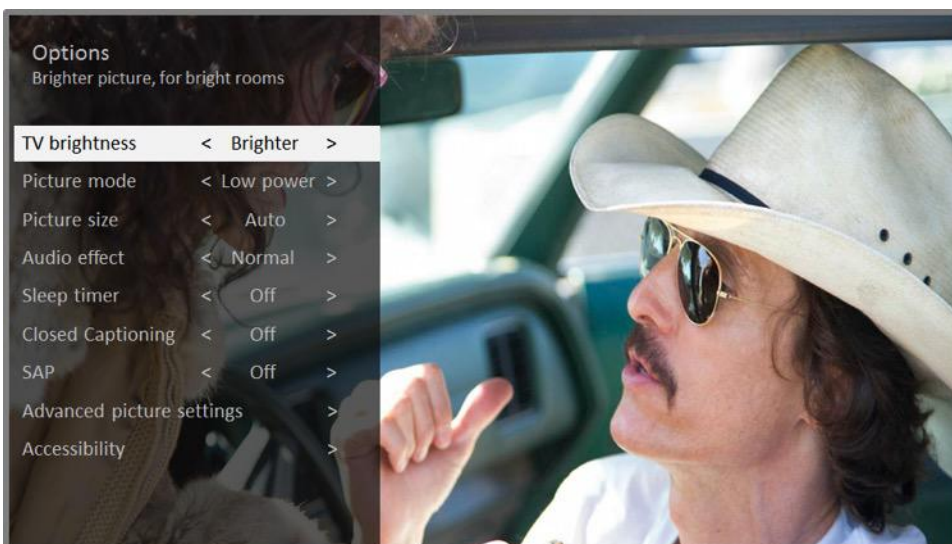 Options
Brighter picture, for bright rooms
TV brightness < Brighter >
Picture mode < Low power >
Picture size < Auto >
Audio effect < Normal >
Sleep timer < Off >
Closed Captioning < Off >
SAP < Off >
Advanced picture settings >
Accessibility >